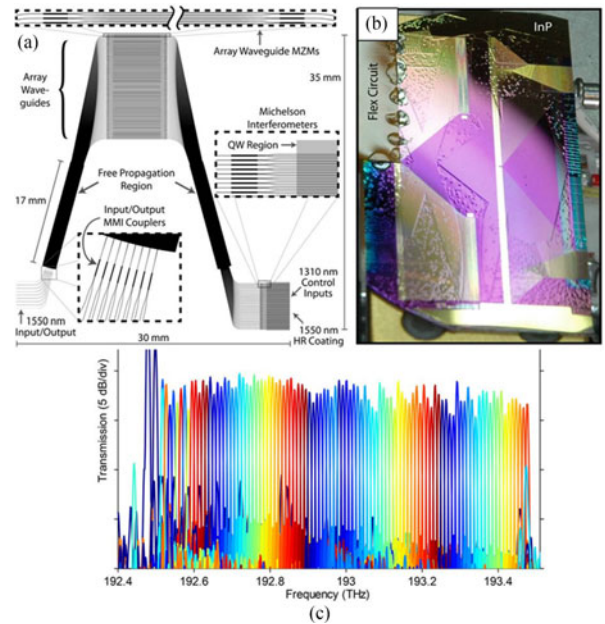 (a)
Array Waveguide MZMs
Array
Wave-
guides
35 mm
Michelson
Interferometers
QW Region
Free Propagation
Region
17 mm
Input/Output
MMI Couplers
1310 nm
Control
Inputs
1550 nm
Input/Output
1550 nm
HR Coating
30 mm
(b)
InP
Flex Circuit
Transmission (5 dB/div)
192.4
192.6
192.8
193
193.2
193.4
Frequency (THz)
(c)